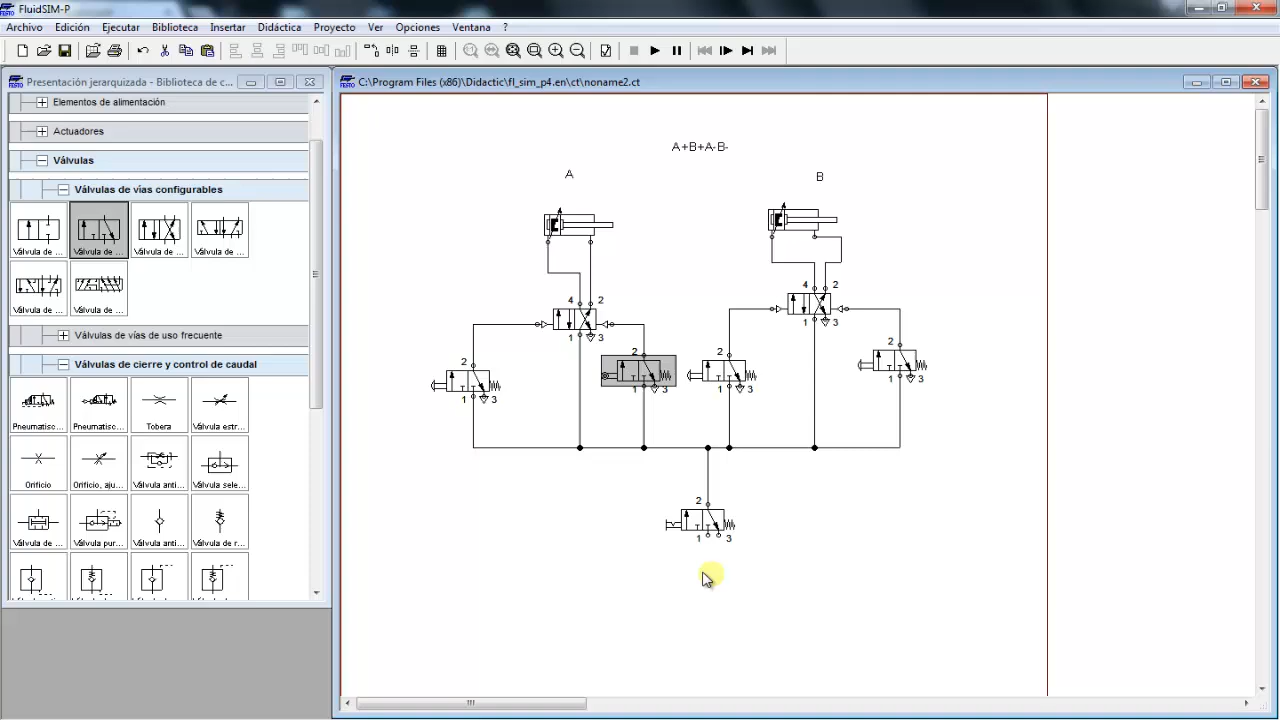 FluidSIM-P
Archivo Edición Ejecutar Biblioteca Insertar Didáctica Proyecto Ver Opciones Ventana ?
Presentación jerarquizada - Biblioteca de c...
C:\Program Files (x86)\Didactic\fl_sim_p4.en\ct\noname2.ct
Elementos de alimentación
Actuadores
Válvulas
Válvulas de vías configurables
Válvula de ... Válvula de ... Válvula de ... Válvula de ...
Válvula de ... Válvula de ...
Válvulas de vías de uso frecuente
Válvulas de cierre y control de caudal
Pneumatisc... Pneumatisc... Tobera Válvula estr...
Orificio Orificio, aju... Válvula anti... Válvula sele...
Válvula de... Válvula pur... Válvula anti... Válvula de r...
A+B+A-B-
A B
4 2
4 2
1 3
1 3
2 2 2 2
1 3
1 3
1 3
1 3
2
1 3